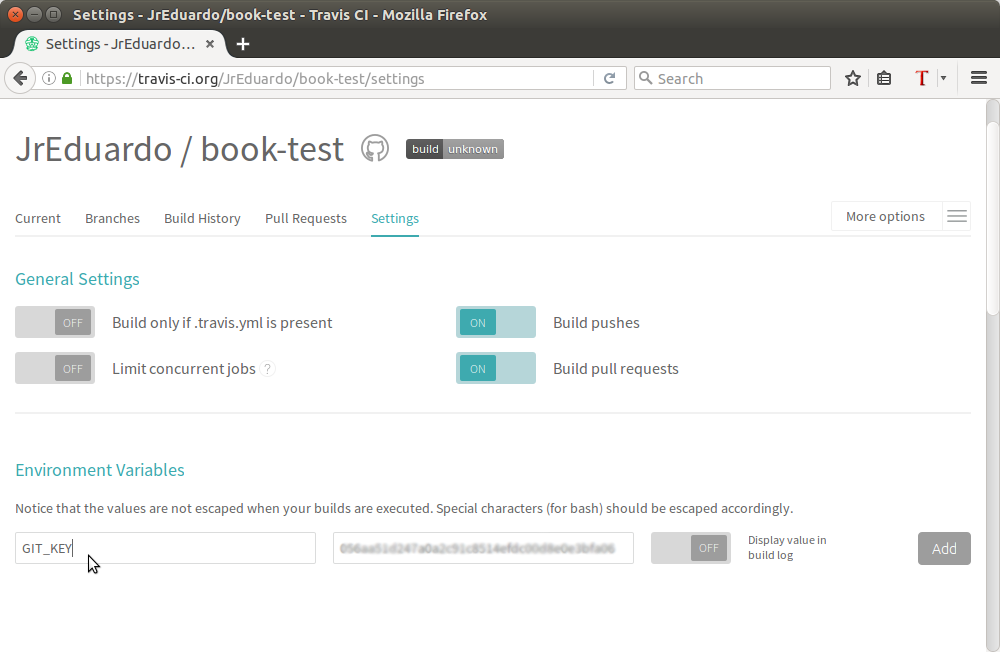 Settings - JrEduardo/book-test - Travis CI - Mozilla Firefox
Settings - JrEduardo...
https://travis-ci.org/JrEduardo/book-test/settings
Search
T
JrEduardo / book-test
build unknown
Current Branches Build History Pull Requests Settings
More options
General Settings
OFF Build only if .travis.yml is present
ON Build pushes
OFF Limit concurrent jobs ?
ON Build pull requests
Environment Variables
Notice that the values are not escaped when your builds are executed. Special characters (for bash) should be escaped accordingly.
GIT_KEY
OFF
Display value in
build log
Add